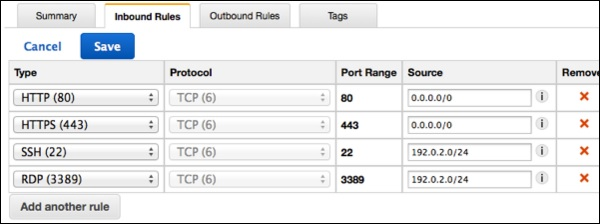 Summary Inbound Rules Outbound Rules Tags
Cancel Save
Type Protocol Port Range Source Remove
HTTP (80) TCP (6) 80 0.0.0.0/0 i
HTTPS (443) TCP (6) 443 0.0.0.0/0 i
SSH (22) TCP (6) 22 192.0.2.0/24 i
RDP (3389) TCP (6) 3389 192.0.2.0/24 i
Add another rule